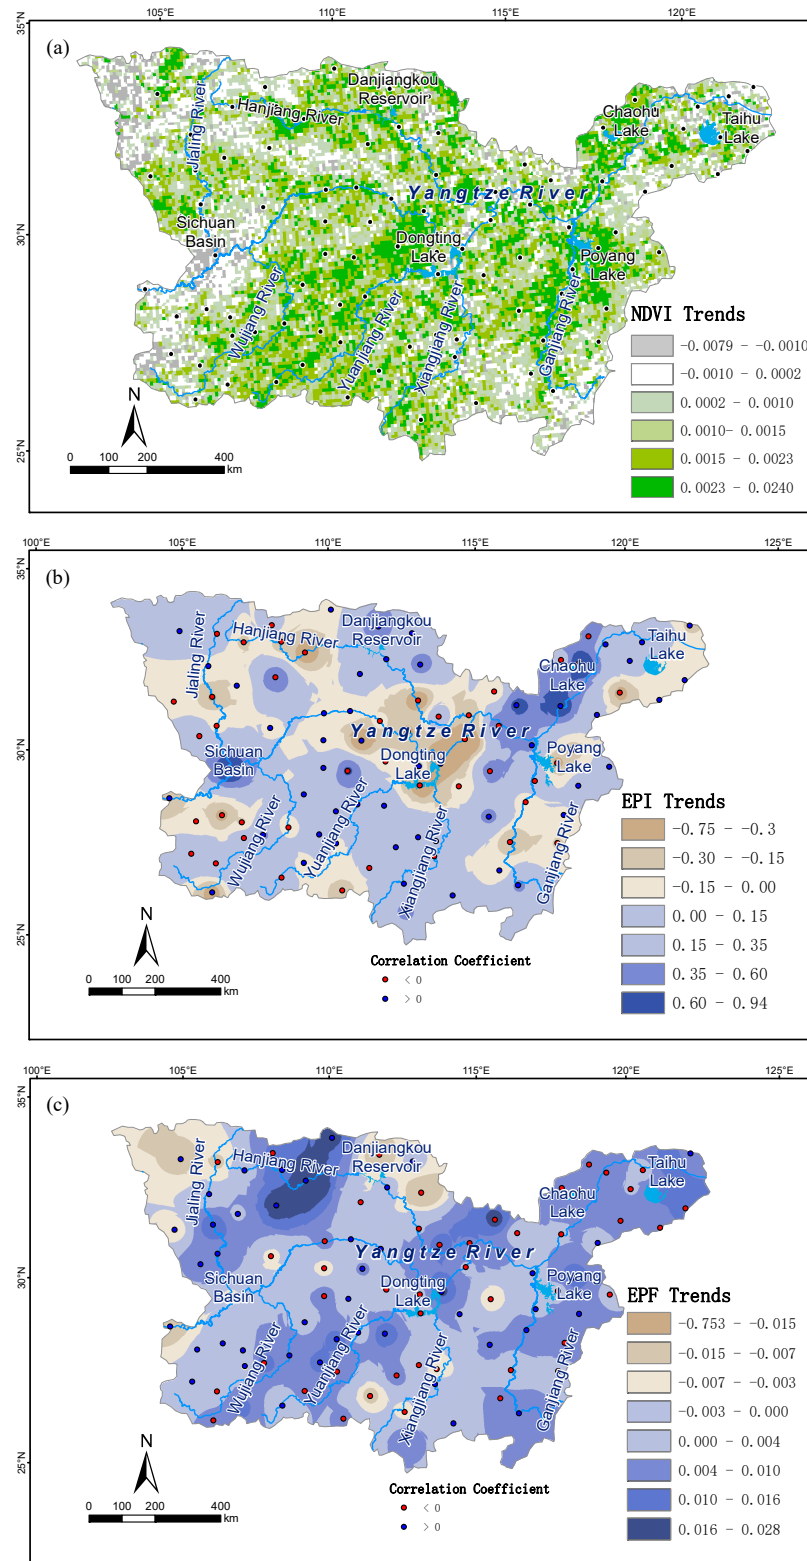 105°E 110°E 115°E 120°E
35°N
(a)
Danjiangkou
Reservoir
Hanjiang River
Jialing River
Chaohu
Lake
Taihu
Lake
Yangtze River
Sichuan
Basin
30°N
Dongting
Lake
Poyang
Lake
Wujiang River
Yuanjiang River
Xiangjiang River
Ganjiang River
NDVI Trends
-0.0079 - -0.0010
-0.0010 - 0.0002
0.0002 - 0.0010
0.0010- 0.0015
0.0015 - 0.0023
0.0023 - 0.0240
N
25°N
0 100 200 400
km
100°E 105°E 110°E 115°E 120°E 125°E
35°N
(b)
Danjiangkou
Reservoir
Hanjiang River
Jialing River
Taihu
Lake
Chaohu
Lake
Yangtze River
30°N
Sichuan
Basin
Dongting
Lake
Poyang
Lake
Wujiang River
Yuanjiang River
Xiangjiang River
Ganjiang River
EPI Trends
-0.75 - -0.3
-0.30 - -0.15
-0.15 - 0.00
0.00 - 0.15
0.15 - 0.35
0.35 - 0.60
0.60 - 0.94
N
25°N
0 100 200 400
km
Correlation Coefficient
< 0
> 0
100°E 105°E 110°E 115°E 120°E 125°E
35°N
(c)
Danjiangkou
Reservoir
Hanjiang River
Jialing River
Taihu
Lake
Chaohu
Lake
Yangtze River
30°N
Sichuan
Basin
Dongting
Lake
Poyang
Lake
Wujiang River
Yuanjiang River
Xiangjiang River
Ganjiang River
EPF Trends
-0.753 - -0.015
-0.015 - -0.007
-0.007 - -0.003
-0.003 - 0.000
0.000 - 0.004
0.004 - 0.010
0.010 - 0.016
0.016 - 0.028
N
25°N
0 100 200 400
km
Correlation Coefficient
< 0
> 0